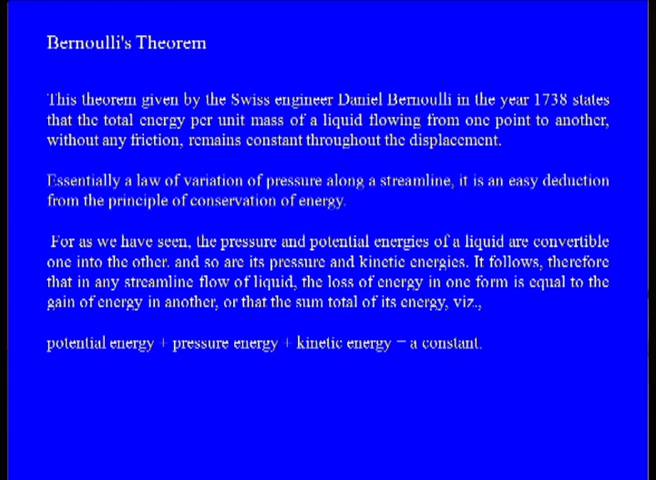 Bernoulli's Theorem
This theorem given by the Swiss engineer Daniel Bernoulli in the year 1738 states
that the total energy per unit mass of a liquid flowing from one point to another,
without any friction, remains constant throughout the displacement.
Essentially a law of variation of pressure along a streamline, it is an easy deduction
from the principle of conservation of energy.
For as we have seen, the pressure and potential energies of a liquid are convertible
one into the other. and so are its pressure and kinetic energies. It follows, therefore
that in any streamline flow of liquid, the loss of energy in one form is equal to the
gain of energy in another, or that the sum total of its energy, viz.,
potential energy + pressure energy + kinetic energy = a constant.